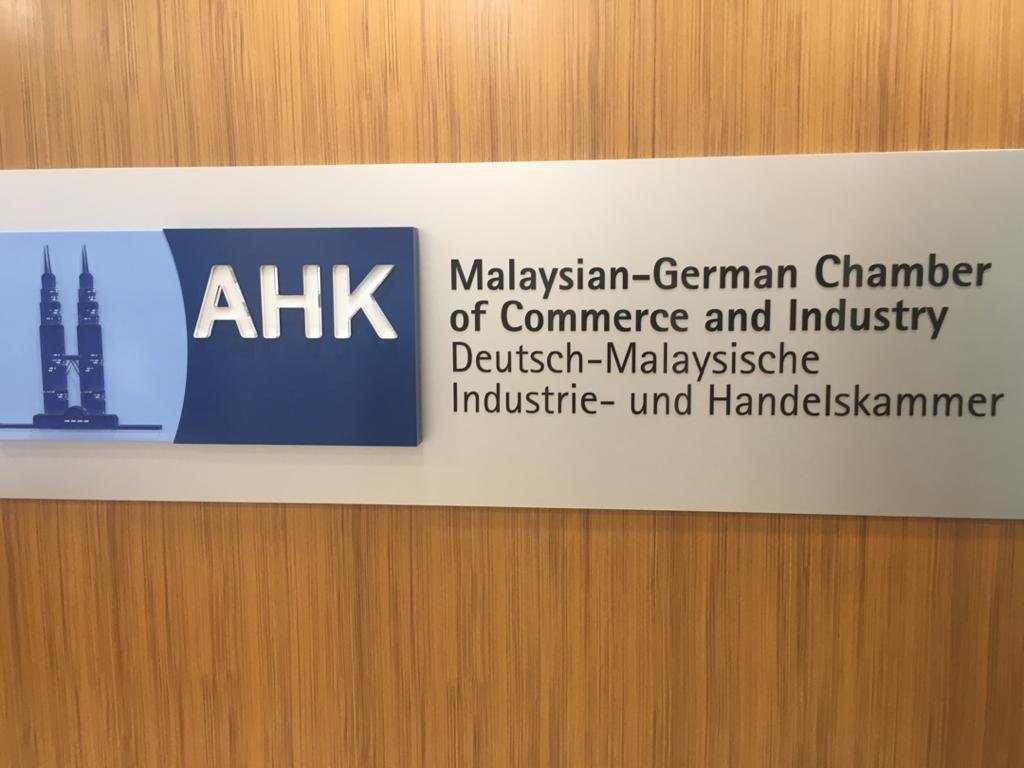 AHK
Malaysian-German Chamber
of Commerce and Industry
Deutsch-Malaysische
Industrie- und Handelskammer